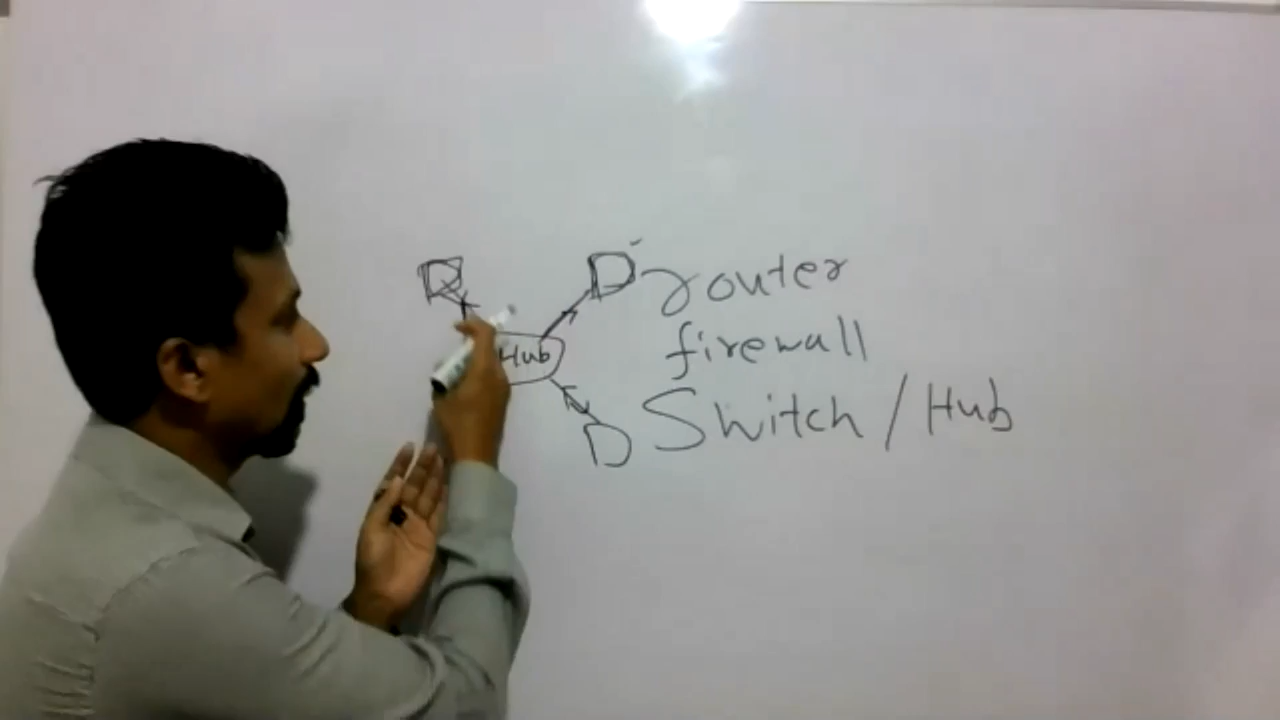 router
firewall
Hub
Switch / Hub
D